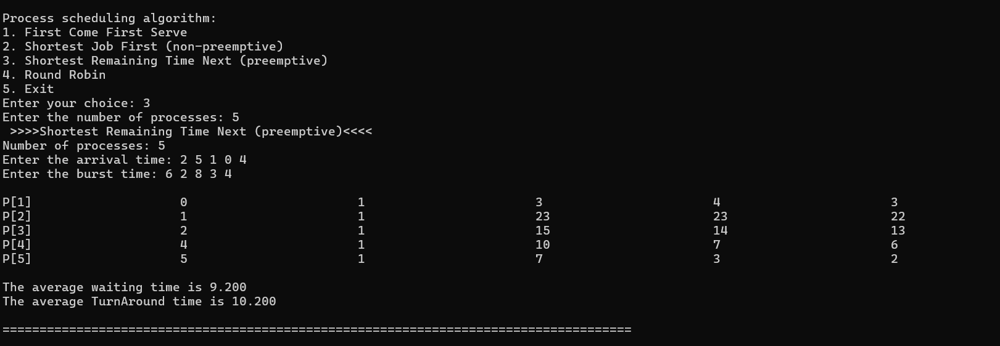 Process scheduling algorithm:
1. First Come First Serve
2. Shortest Job First (non-preemptive)
3. Shortest Remaining Time Next (preemptive)
4. Round Robin
5. Exit
Enter your choice: 3
Enter the number of processes: 5
 >>>>Shortest Remaining Time Next (preemptive)<<<<
Number of processes: 5
Enter the arrival time: 2 5 1 0 4
Enter the burst time: 6 2 8 3 4

P[1]                    0                       1                       3                       4                       3
P[2]                    1                       1                       23                      23                      22
P[3]                    2                       1                       15                      14                      13
P[4]                    4                       1                       10                      7                       6
P[5]                    5                       1                       7                       3                       2

The average waiting time is 9.200
The average TurnAround time is 10.200

=====================================================================================